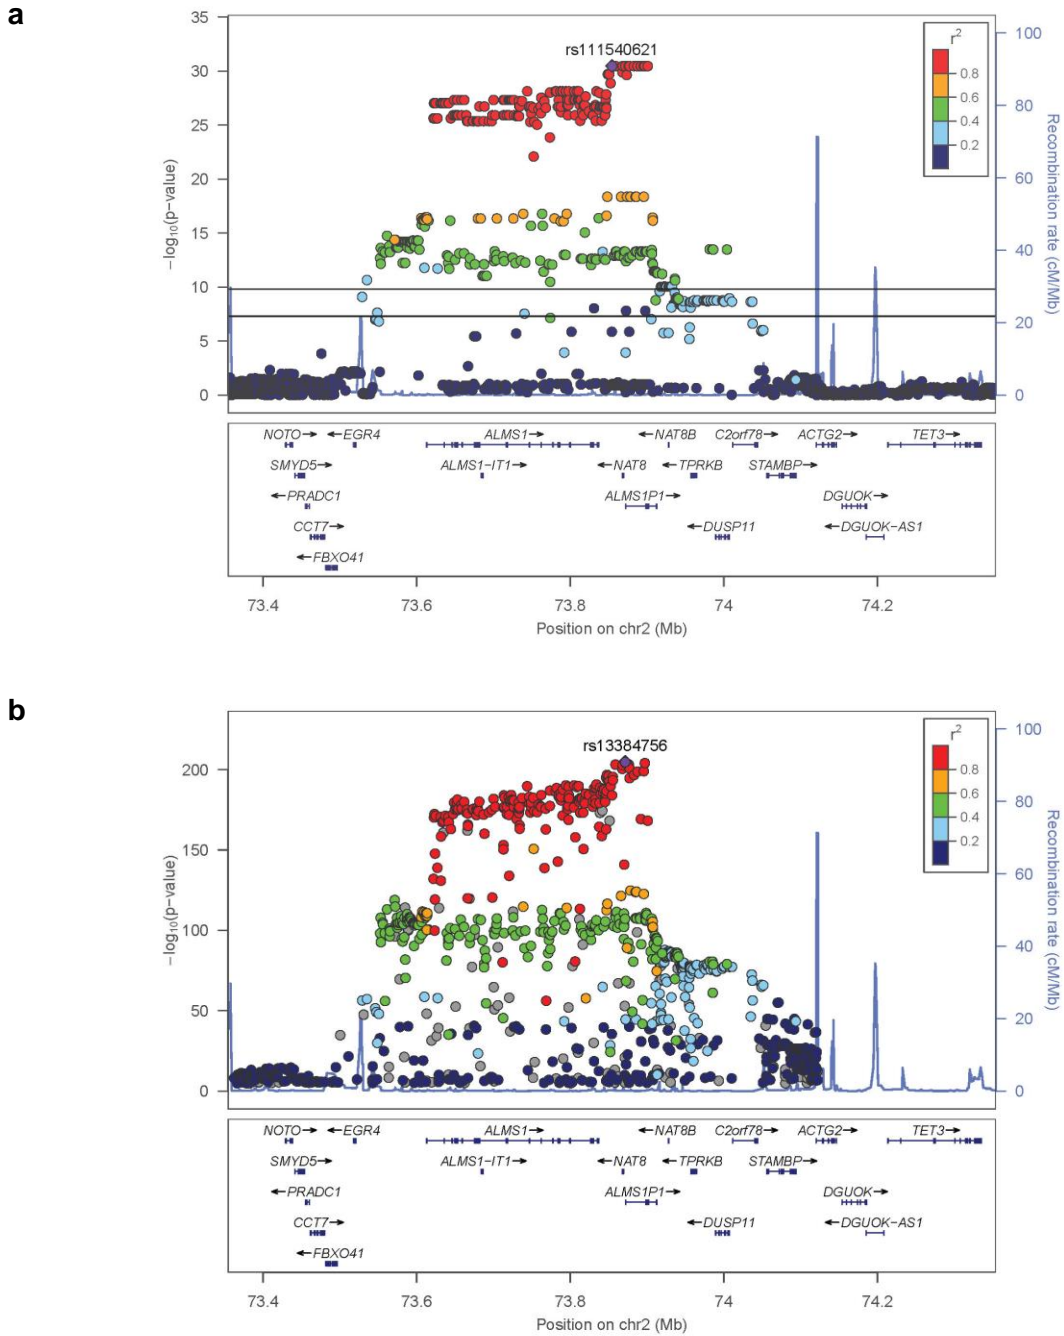 a
rs111540621
r2
0.8
0.6
0.4
0.2
35
30
25
20
15
10
5
0
−log10(p−value)
100
80
60
40
20
0
Recombination rate (cM/Mb)
NOTO→ ←EGR4 ALMS1→ ←NAT8B C2orf78→ ACTG2→ TET3→
SMYD5→ ALMS1−IT1→ ←NAT8 ←TPRKB STAMBP→
←PRADC1 ALMS1P1→ DGUOK→
CCT7→ ←DUSP11 ←DGUOK−AS1
←FBXO41
73.4 73.6 73.8 74 74.2
Position on chr2 (Mb)
b
rs13384756
r2
0.8
0.6
0.4
0.2
200
150
100
50
0
−log10(p−value)
100
80
60
40
20
0
Recombination rate (cM/Mb)
NOTO→ ←EGR4 ALMS1→ ←NAT8B C2orf78→ ACTG2→ TET3→
SMYD5→ ALMS1−IT1→ ←NAT8 ←TPRKB STAMBP→
←PRADC1 ALMS1P1→ DGUOK→
CCT7→ ←DUSP11 ←DGUOK−AS1
←FBXO41
73.4 73.6 73.8 74 74.2
Position on chr2 (Mb)